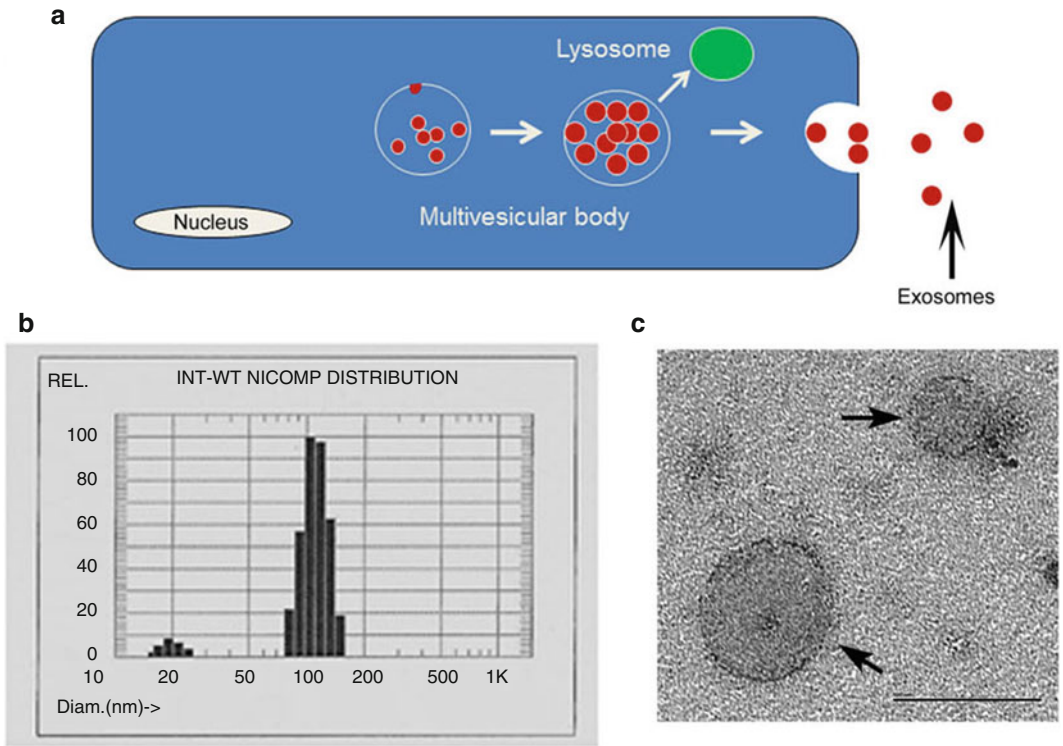 a
Lysosome
Nucleus
Multivesicular body
Exosomes
b
REL.
INT-WT NICOMP DISTRIBUTION
100
80
60
40
20
0
10 20 50 100 200 500 1K
Diam.(nm)->
c